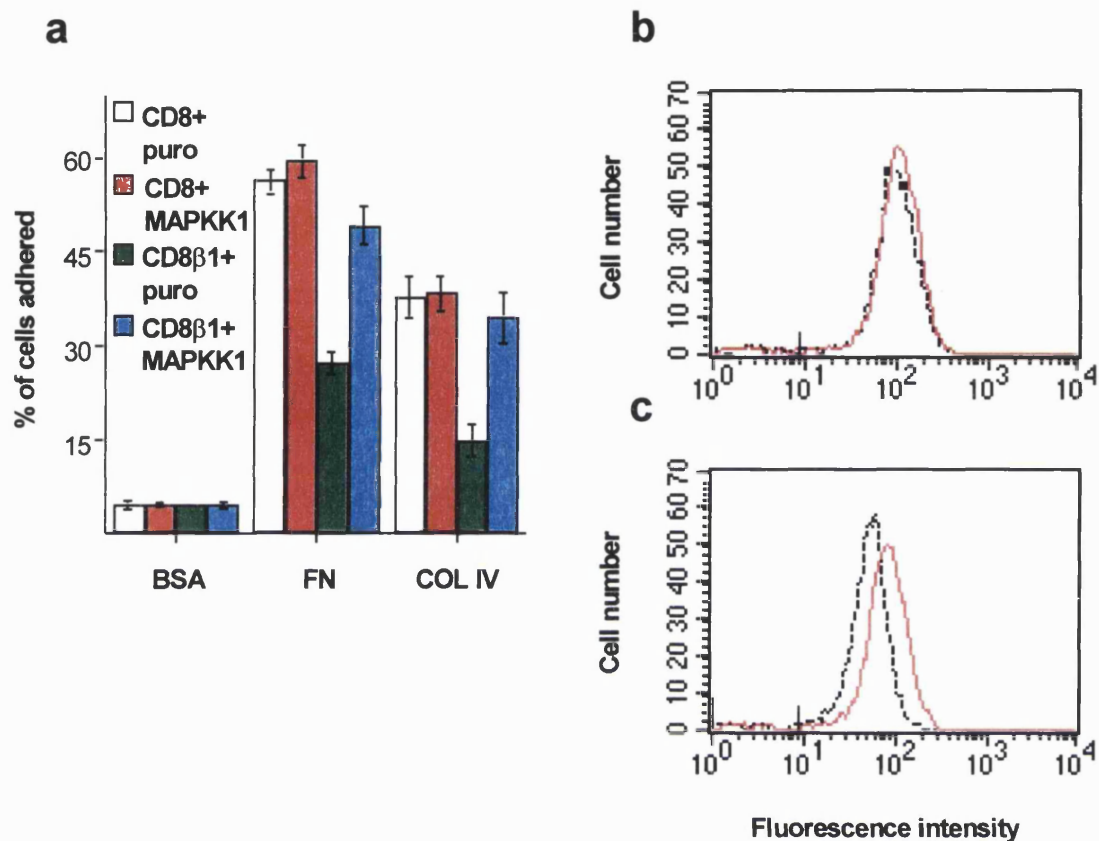 a
% of cells adhered
60
45
30
15
CD8+
puro
CD8+
MAPKK1
CD8β1+
puro
CD8β1+
MAPKK1
BSA
FN
COL IV
b
Cell number
70
60
50
40
30
20
10
0
10^0
10^1
10^2
10^3
10^4
c
Cell number
70
60
50
40
30
20
10
0
10^0
10^1
10^2
10^3
10^4
Fluorescence intensity